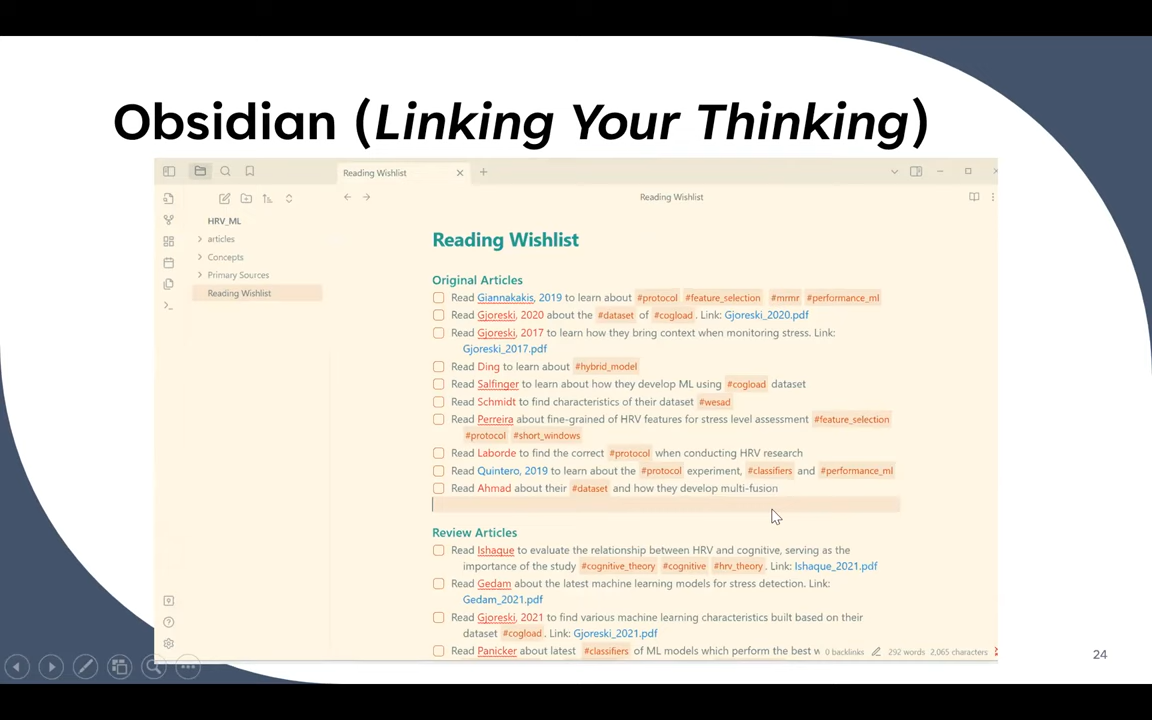 Obsidian (Linking Your Thinking)
Reading Wishlist
Reading Wishlist
HRV_ML
articles
Concepts
Primary Sources
Reading Wishlist
Reading Wishlist
Original Articles
Read Giannakakis, 2019 to learn about #protocol #feature_selection #mrmr #performance_ml
Read Gjoreski, 2020 about the #dataset of #cogload. Link: Gjoreski_2020.pdf
Read Gjoreski, 2017 to learn how they bring context when monitoring stress. Link:
Gjoreski_2017.pdf
Read Ding to learn about #hybrid_model
Read Salfinger to learn about how they develop ML using #cogload dataset
Read Schmidt to find characteristics of their dataset #wesad
Read Perreira about fine-grained of HRV features for stress level assessment #feature_selection
#protocol #short_windows
Read Laborde to find the correct #protocol when conducting HRV research
Read Quintero, 2019 to learn about the #protocol experiment, #classifiers and #performance_ml
Read Ahmad about their #dataset and how they develop multi-fusion
Review Articles
Read Ishaque to evaluate the relationship between HRV and cognitive, serving as the
importance of the study #cognitive_theory #cognitive #hrv_theory. Link: Ishaque_2021.pdf
Read Gedam about the latest machine learning models for stress detection. Link:
Gedam_2021.pdf
Read Gjoreski, 2021 to find various machine learning characteristics built based on their
dataset #cogload. Link: Gjoreski_2021.pdf
Read Panicker about latest #classifiers of ML models which perform the best w
0 backlinks 292 words 2,065 characters
24